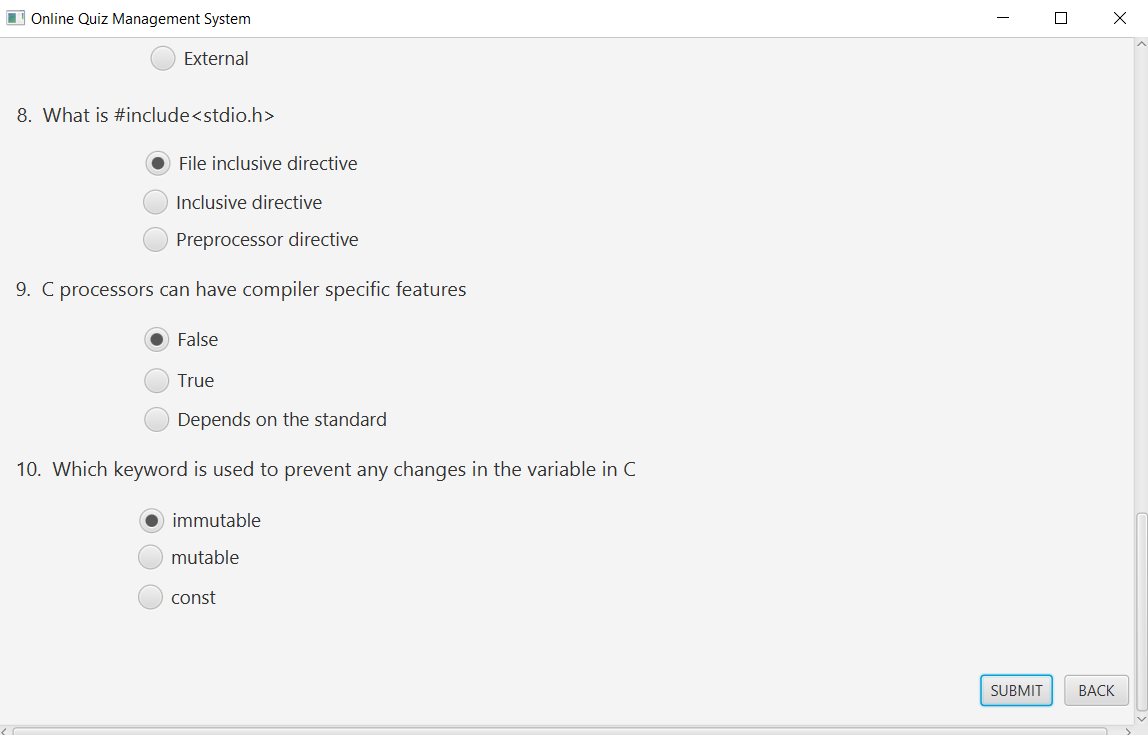 Online Quiz Management System
External
8. What is #include<stdio.h>
File inclusive directive
Inclusive directive
Preprocessor directive
9. C processors can have compiler specific features
False
True
Depends on the standard
10. Which keyword is used to prevent any changes in the variable in C
immutable
mutable
const
SUBMIT BACK